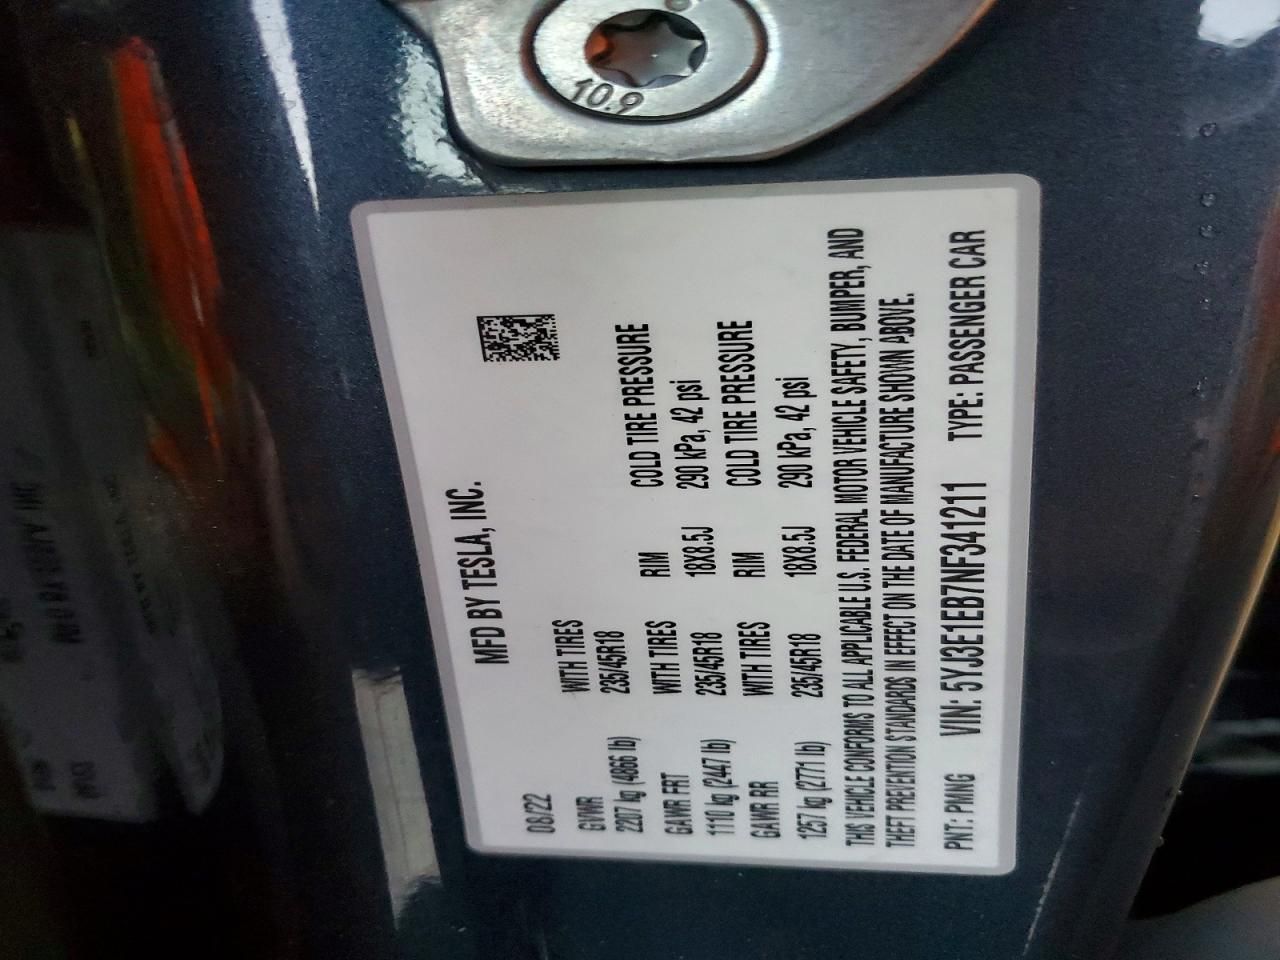 10.9
MFD BY TESLA, INC.
08/22
GVWR WITH TIRES
2207 kg (4866 lb) 235/45R18
GAWR FRT WITH TIRES RIM COLD TIRE PRESSURE
1110 kg (2447 lb) 235/45R18 18X8.5J 290 kPa, 42 psi
GAWR RR WITH TIRES RIM COLD TIRE PRESSURE
1257 kg (2771 lb) 235/45R18 18X8.5J 290 kPa, 42 psi
THIS VEHICLE CONFORMS TO ALL APPLICABLE U.S. FEDERAL MOTOR VEHICLE SAFETY, BUMPER, AND
THEFT PREVENTION STANDARDS IN EFFECT ON THE DATE OF MANUFACTURE SHOWN ABOVE.
PNT: PMNG VIN: 5YJ3E1EB7NF341211 TYPE: PASSENGER CAR